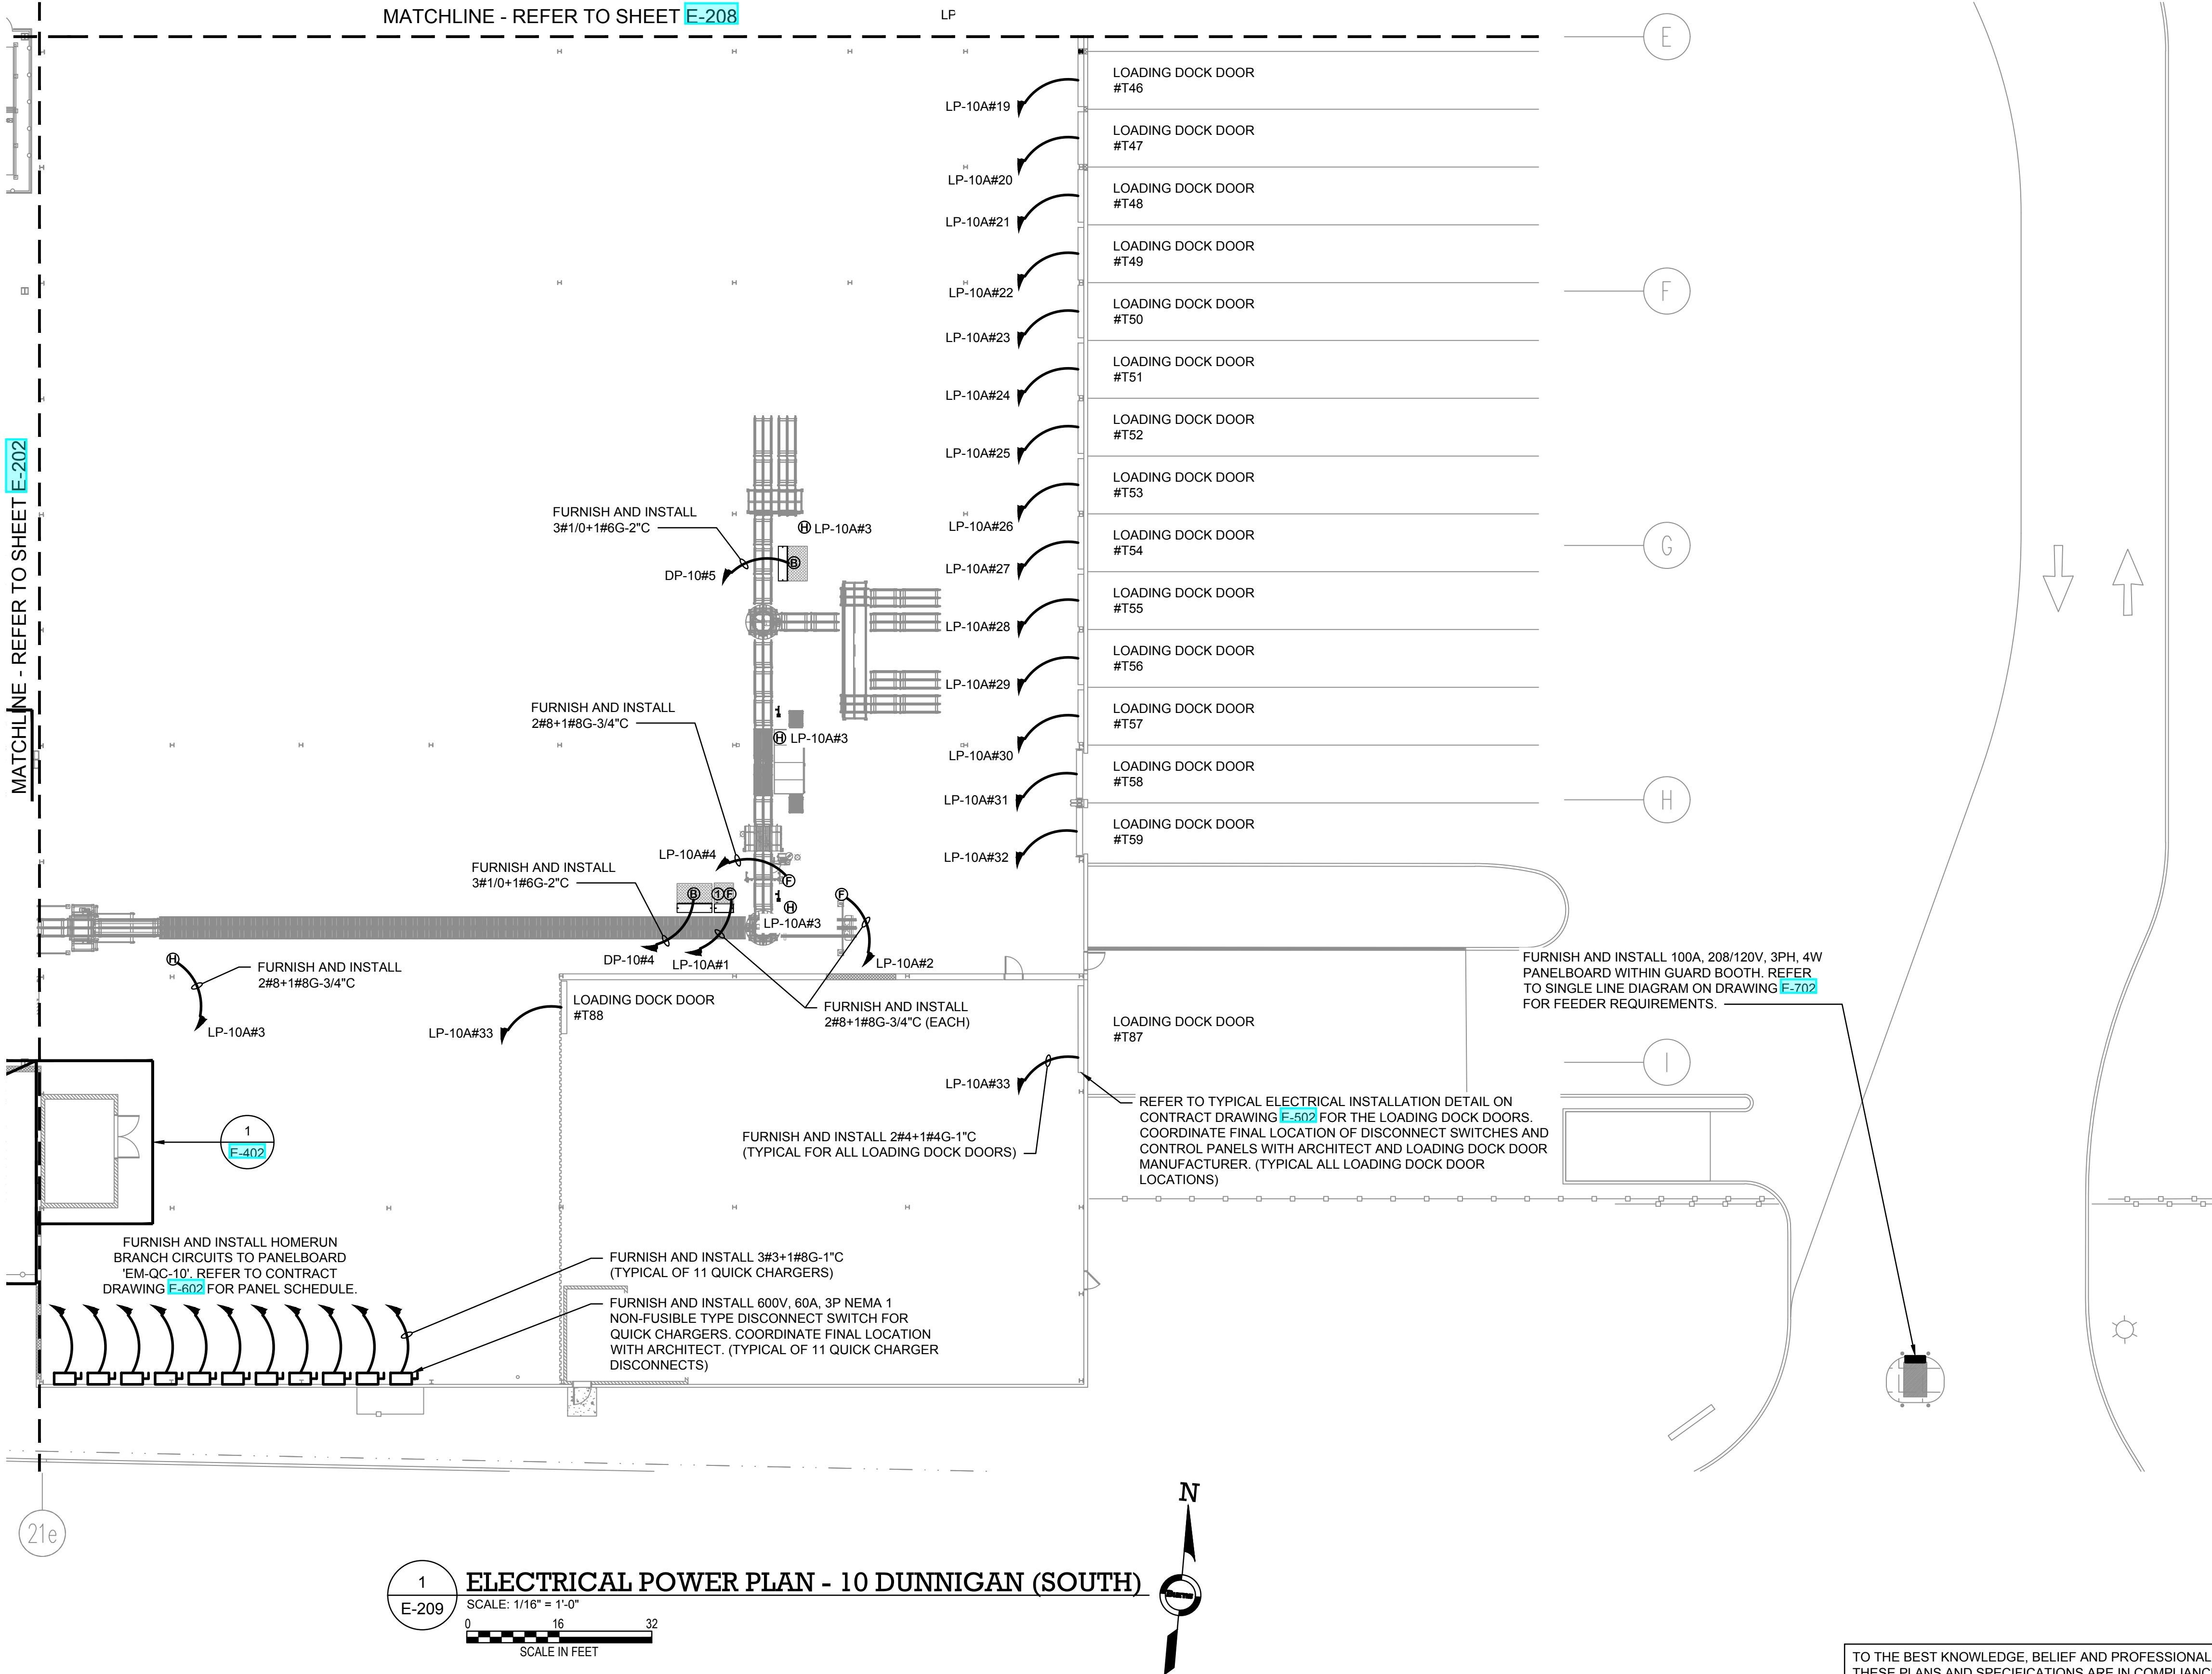 MATCHLINE - REFER TO SHEET E-208
LP
E
LOADING DOCK DOOR
#T46
LP-10A#19
LOADING DOCK DOOR
#T47
LP-10A#20
LOADING DOCK DOOR
#T48
LP-10A#21
LOADING DOCK DOOR
#T49
LP-10A#22
F
LOADING DOCK DOOR
#T50
LP-10A#23
LOADING DOCK DOOR
#T51
LP-10A#24
LOADING DOCK DOOR
#T52
LP-10A#25
LOADING DOCK DOOR
#T53
LP-10A#26
LOADING DOCK DOOR
#T54
LP-10A#27
G
LOADING DOCK DOOR
#T55
LP-10A#28
LOADING DOCK DOOR
#T56
LP-10A#29
LOADING DOCK DOOR
#T57
LP-10A#30
LOADING DOCK DOOR
#T58
LP-10A#31
H
LOADING DOCK DOOR
#T59
LP-10A#32
MATCHLINE - REFER TO SHEET E-202
FURNISH AND INSTALL
3#1/0+1#6G-2"C
H LP-10A#3
B
DP-10#5
FURNISH AND INSTALL
2#8+1#8G-3/4"C
H LP-10A#3
LP-10A#4
F
FURNISH AND INSTALL
3#1/0+1#6G-2"C
B
1
F
F
H
LP-10A#3
DP-10#4
LP-10A#1
LP-10A#2
H
FURNISH AND INSTALL
2#8+1#8G-3/4"C
LP-10A#3
LOADING DOCK DOOR
#T88
LP-10A#33
FURNISH AND INSTALL
2#8+1#8G-3/4"C (EACH)
LOADING DOCK DOOR
#T87
LP-10A#33
FURNISH AND INSTALL 100A, 208/120V, 3PH, 4W
PANELBOARD WITHIN GUARD BOOTH. REFER
TO SINGLE LINE DIAGRAM ON DRAWING E-702
FOR FEEDER REQUIREMENTS.
I
REFER TO TYPICAL ELECTRICAL INSTALLATION DETAIL ON
CONTRACT DRAWING E-502 FOR THE LOADING DOCK DOORS.
COORDINATE FINAL LOCATION OF DISCONNECT SWITCHES AND
CONTROL PANELS WITH ARCHITECT AND LOADING DOCK DOOR
MANUFACTURER. (TYPICAL ALL LOADING DOCK DOOR
LOCATIONS)
FURNISH AND INSTALL 2#4+1#4G-1"C
(TYPICAL FOR ALL LOADING DOCK DOORS)
1
E-402
FURNISH AND INSTALL HOMERUN
BRANCH CIRCUITS TO PANELBOARD
'EM-QC-10'. REFER TO CONTRACT
DRAWING E-602 FOR PANEL SCHEDULE.
FURNISH AND INSTALL 3#3+1#8G-1"C
(TYPICAL OF 11 QUICK CHARGERS)
FURNISH AND INSTALL 600V, 60A, 3P NEMA 1
NON-FUSIBLE TYPE DISCONNECT SWITCH FOR
QUICK CHARGERS. COORDINATE FINAL LOCATION
WITH ARCHITECT. (TYPICAL OF 11 QUICK CHARGER
DISCONNECTS)
21e
N
1
E-209
ELECTRICAL POWER PLAN - 10 DUNNIGAN (SOUTH)
SCALE: 1/16" = 1'-0"
0 16 32
SCALE IN FEET
TO THE BEST KNOWLEDGE, BELIEF AND PROFESSIONAL
THESE PLANS AND SPECIFICATIONS ARE IN COMPLIANCE